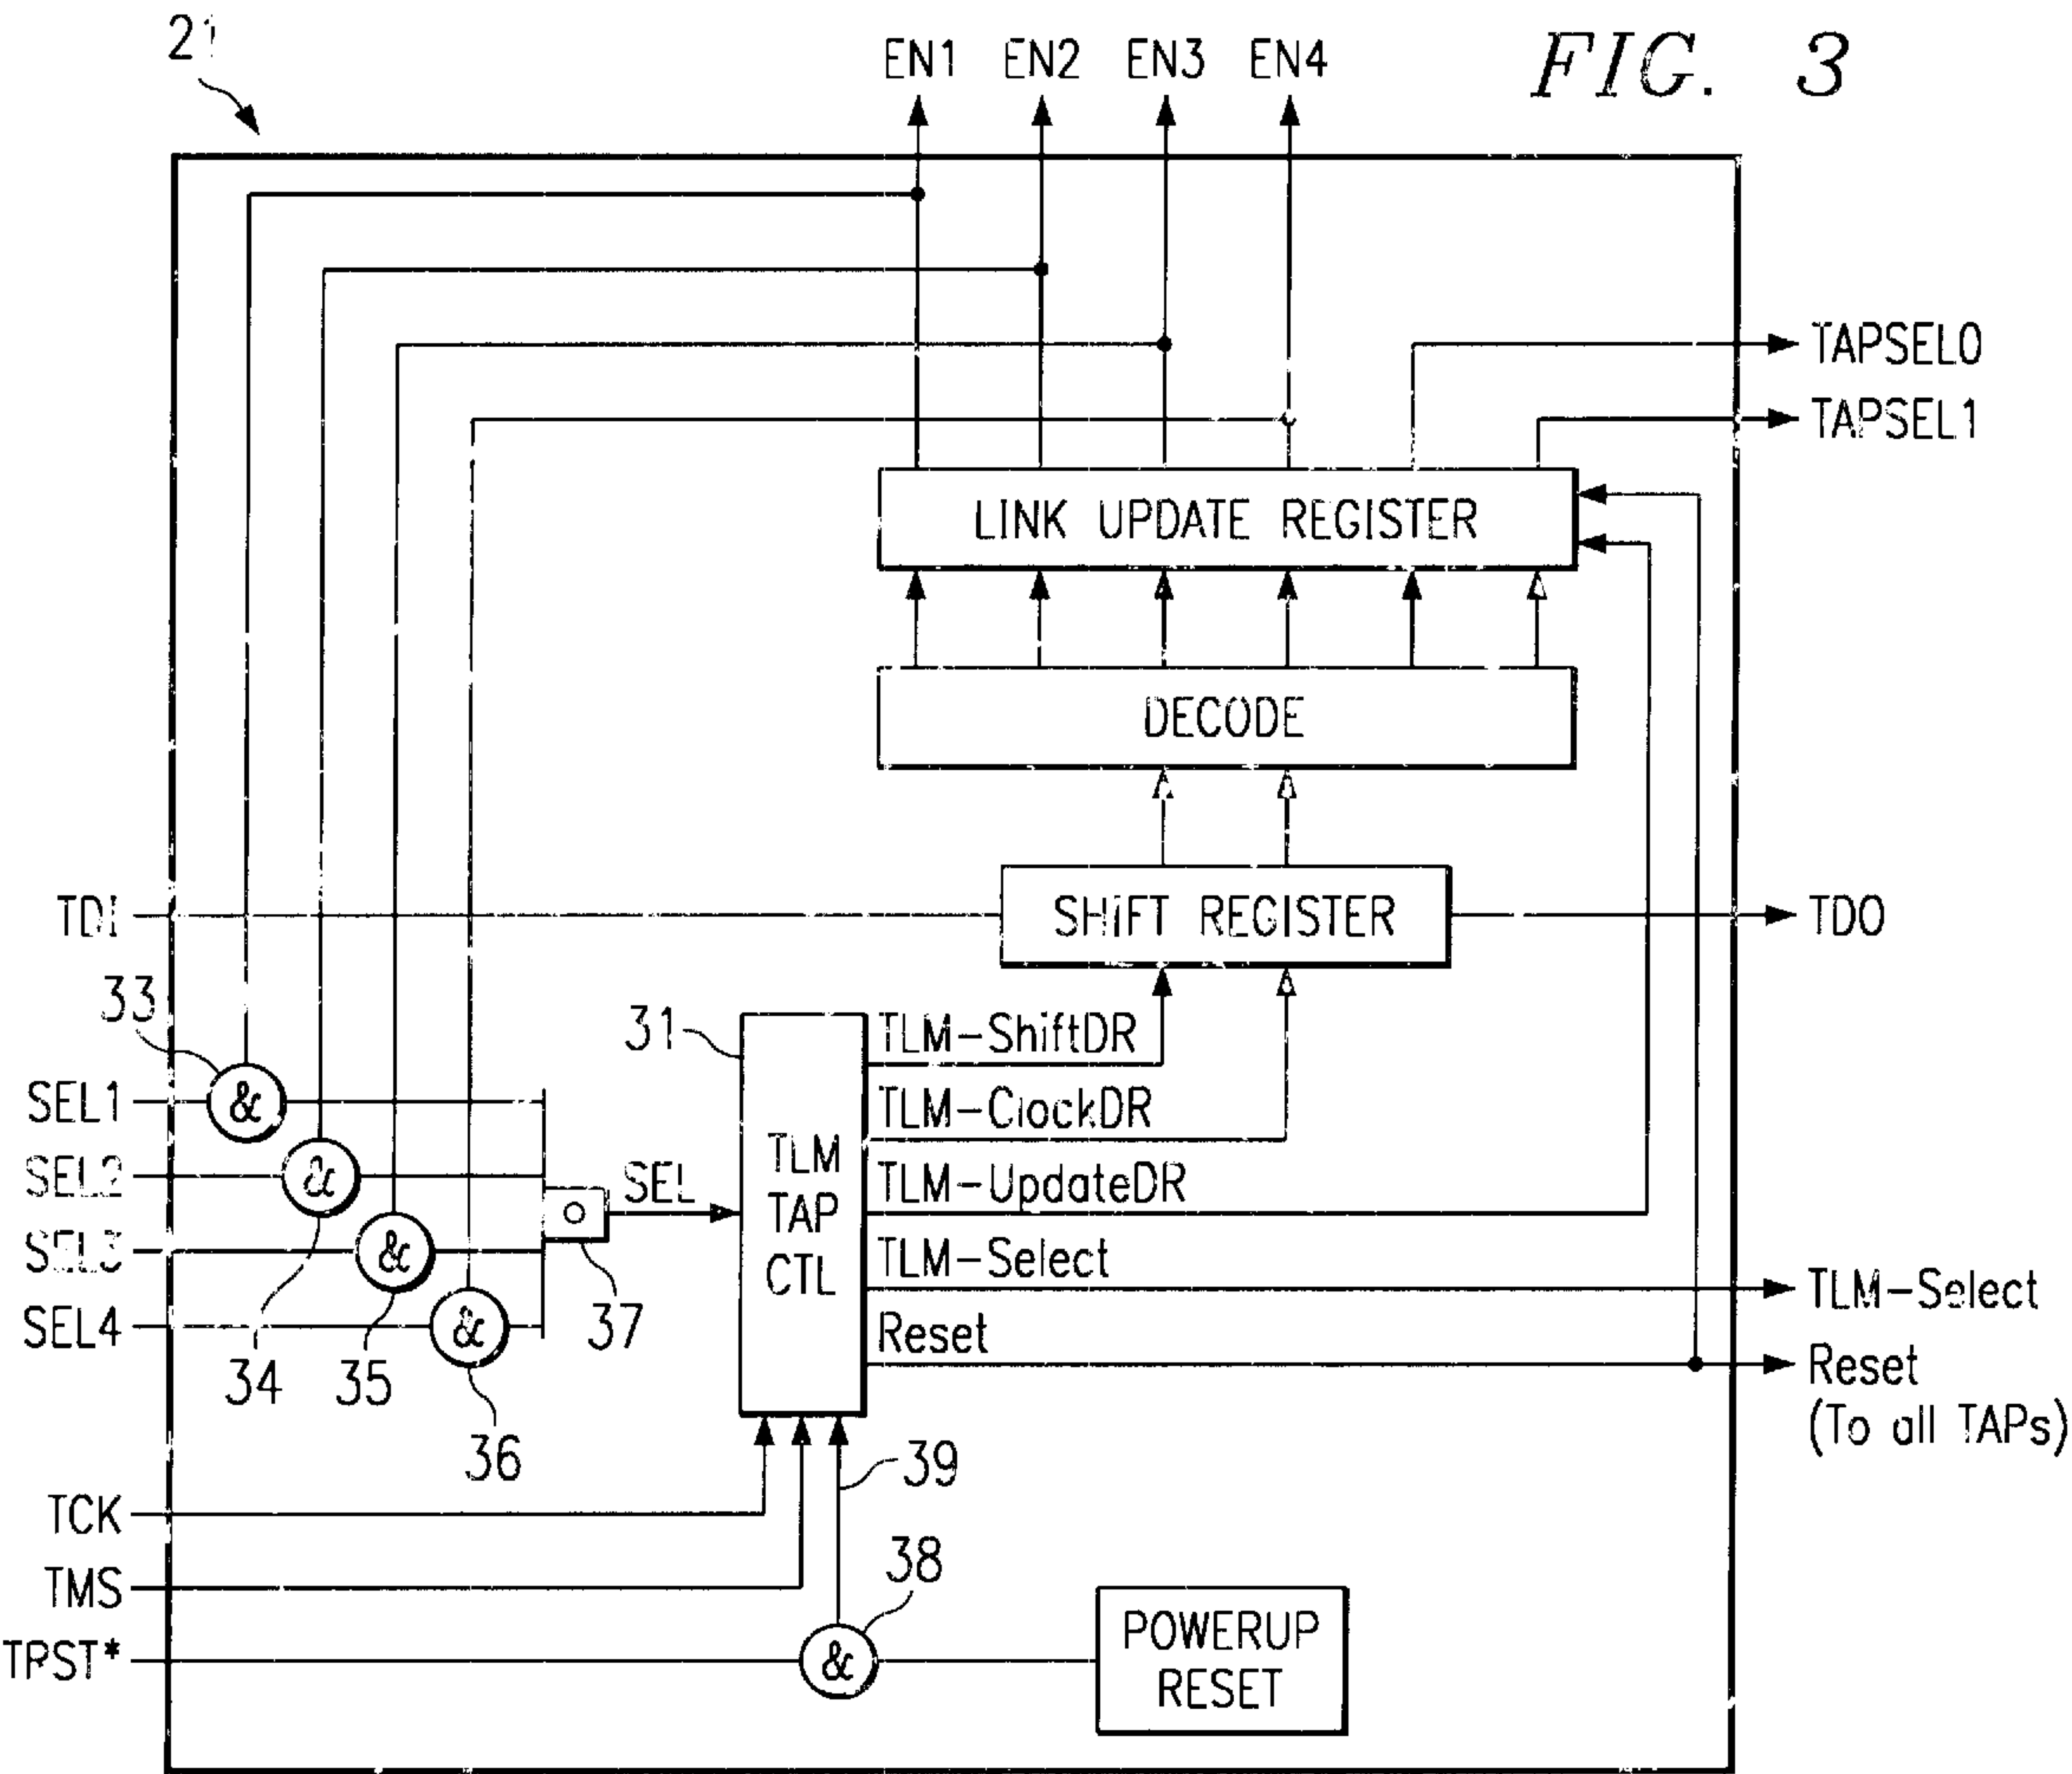 21
EN1 EN2 EN3 EN4
FIG. 3
TAPSEL0
TAPSEL1
LINK UPDATE REGISTER
DECODE
TDI
SHIFT REGISTER
TDO
33
31
TLM-ShiftDR
SEL1
&
TLM-ClockDR
SEL2
&
SEL
TLM
TAP
CTL
TLM-UpdateDR
SEL3
&
37
TLM-Select
TLM-Select
SEL4
&
Reset
Reset
(To all TAPs)
34
35
36
39
TCK
38
TMS
TRST*
&
POWERUP
RESET